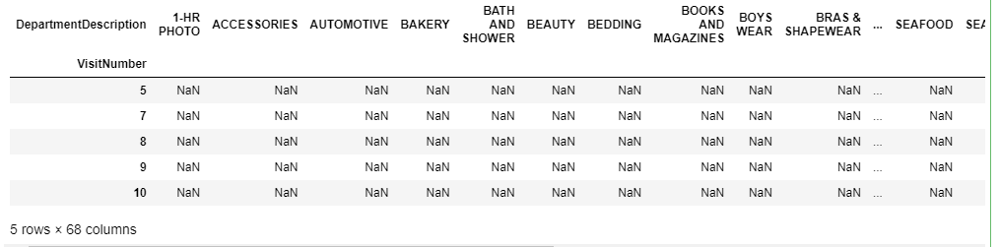 DepartmentDescription 1-HR PHOTO ACCESSORIES AUTOMOTIVE BAKERY BATH AND SHOWER BEAUTY BEDDING BOOKS AND MAGAZINES BOYS WEAR BRAS & SHAPEWEAR ... SEAFOOD SEA
VisitNumber
5 NaN NaN NaN NaN NaN NaN NaN NaN NaN NaN ... NaN
7 NaN NaN NaN NaN NaN NaN NaN NaN NaN NaN ... NaN
8 NaN NaN NaN NaN NaN NaN NaN NaN NaN NaN ... NaN
9 NaN NaN NaN NaN NaN NaN NaN NaN NaN NaN ... NaN
10 NaN NaN NaN NaN NaN NaN NaN NaN NaN NaN ... NaN
5 rows × 68 columns